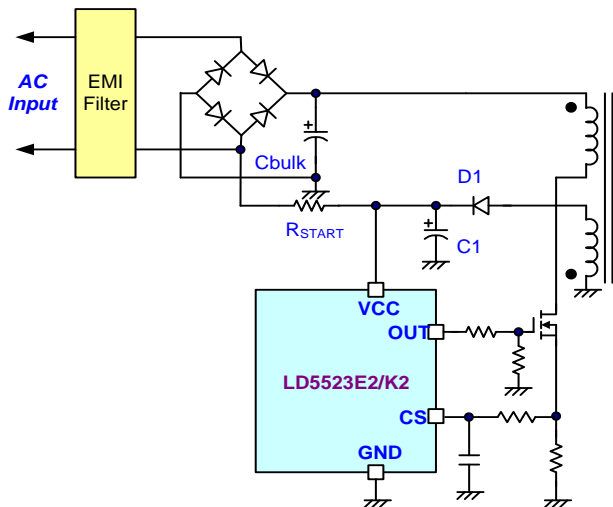 AC
Input
EMI
Filter
Cbulk
RSTART
D1
C1
VCC
OUT
LD5523E2/K2
CS
GND
+
+